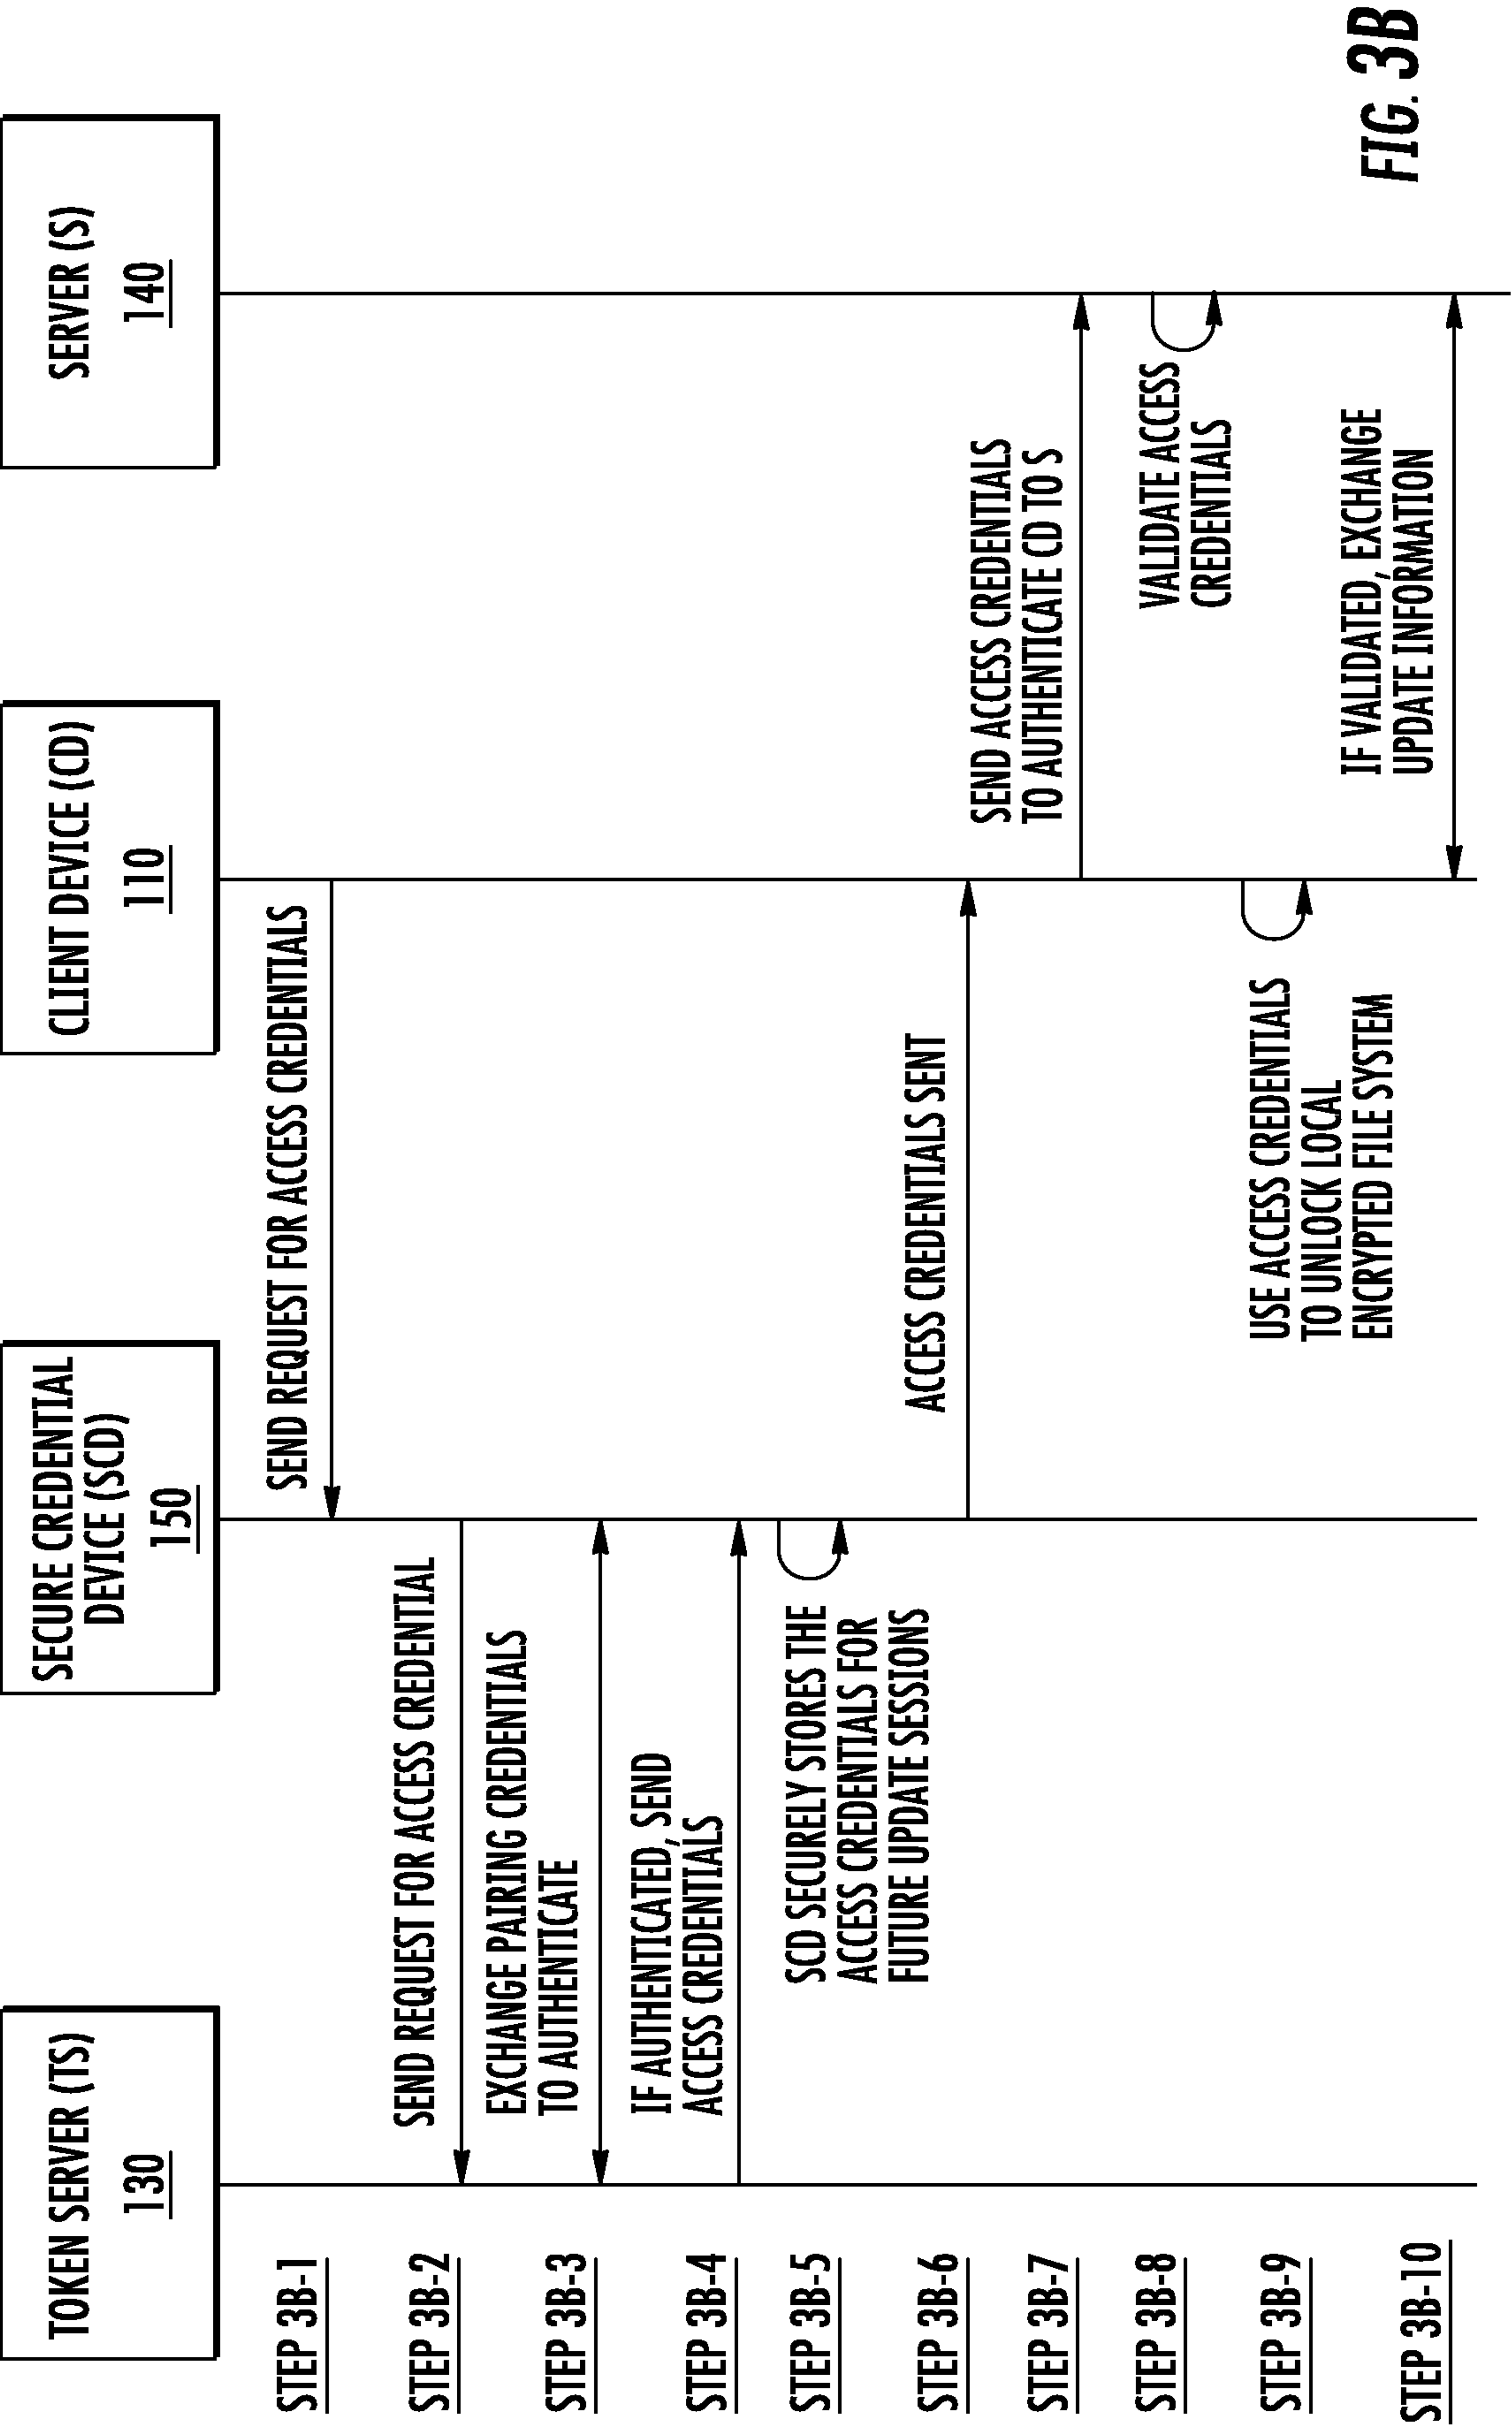 TOKEN SERVER (TS)
130
SECURE CREDENTIAL
DEVICE (SCD)
150
CLIENT DEVICE (CD)
110
SERVER (S)
140
STEP 3B-1
SEND REQUEST FOR ACCESS CREDENTIALS
STEP 3B-2
SEND REQUEST FOR ACCESS CREDENTIAL
STEP 3B-3
EXCHANGE PAIRING CREDENTIALS
TO AUTHENTICATE
STEP 3B-4
IF AUTHENTICATED, SEND
ACCESS CREDENTIALS
STEP 3B-5
SCD SECURELY STORES THE
ACCESS CREDENTIALS FOR
FUTURE UPDATE SESSIONS
STEP 3B-6
ACCESS CREDENTIALS SENT
STEP 3B-7
SEND ACCESS CREDENTIALS
TO AUTHENTICATE CD TO S
STEP 3B-8
VALIDATE ACCESS
CREDENTIALS
STEP 3B-9
USE ACCESS CREDENTIALS
TO UNLOCK LOCAL
ENCRYPTED FILE SYSTEM
STEP 3B-10
IF VALIDATED, EXCHANGE
UPDATE INFORMATION
FIG. 3B